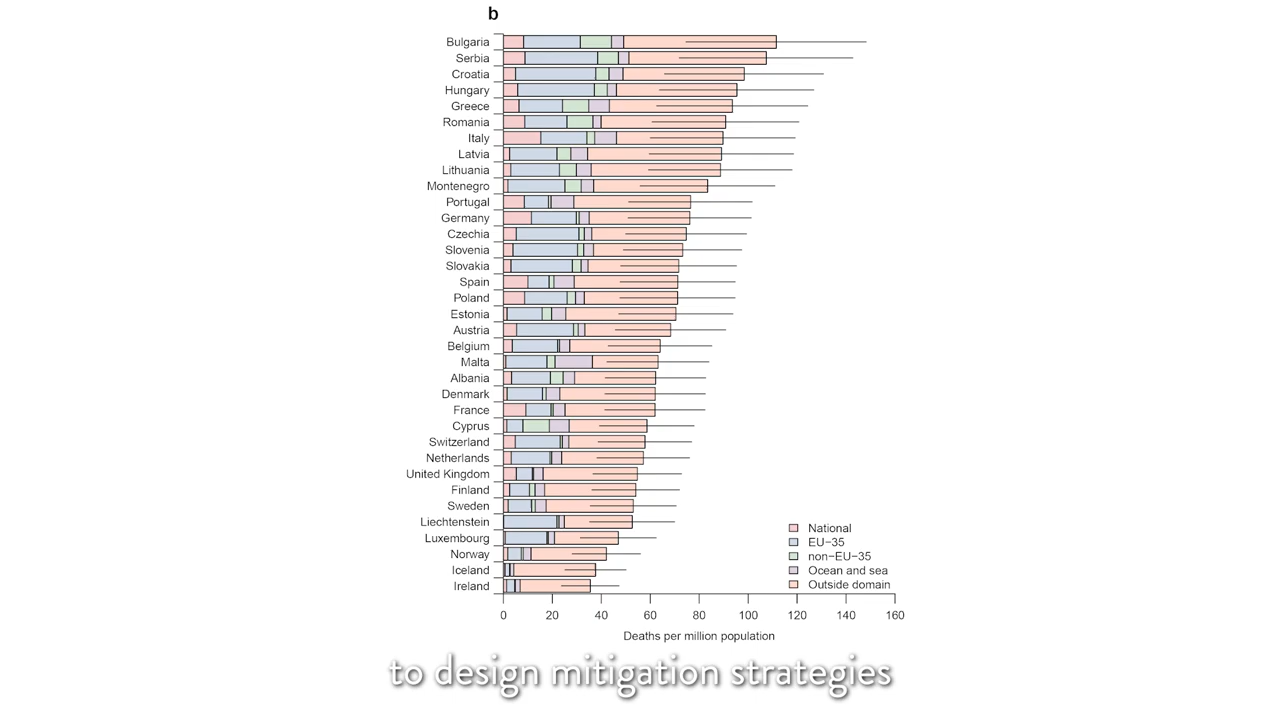 b
Bulgaria
Serbia
Croatia
Hungary
Greece
Romania
Italy
Latvia
Lithuania
Montenegro
Portugal
Germany
Czechia
Slovenia
Slovakia
Spain
Poland
Estonia
Austria
Belgium
Malta
Albania
Denmark
France
Cyprus
Switzerland
Netherlands
United Kingdom
Finland
Sweden
Liechtenstein
Luxembourg
Norway
Iceland
Ireland
National
EU−35
non−EU−35
Ocean and sea
Outside domain
0 20 40 60 80 100 120 140 160
Deaths per million population
to design mitigation strategies